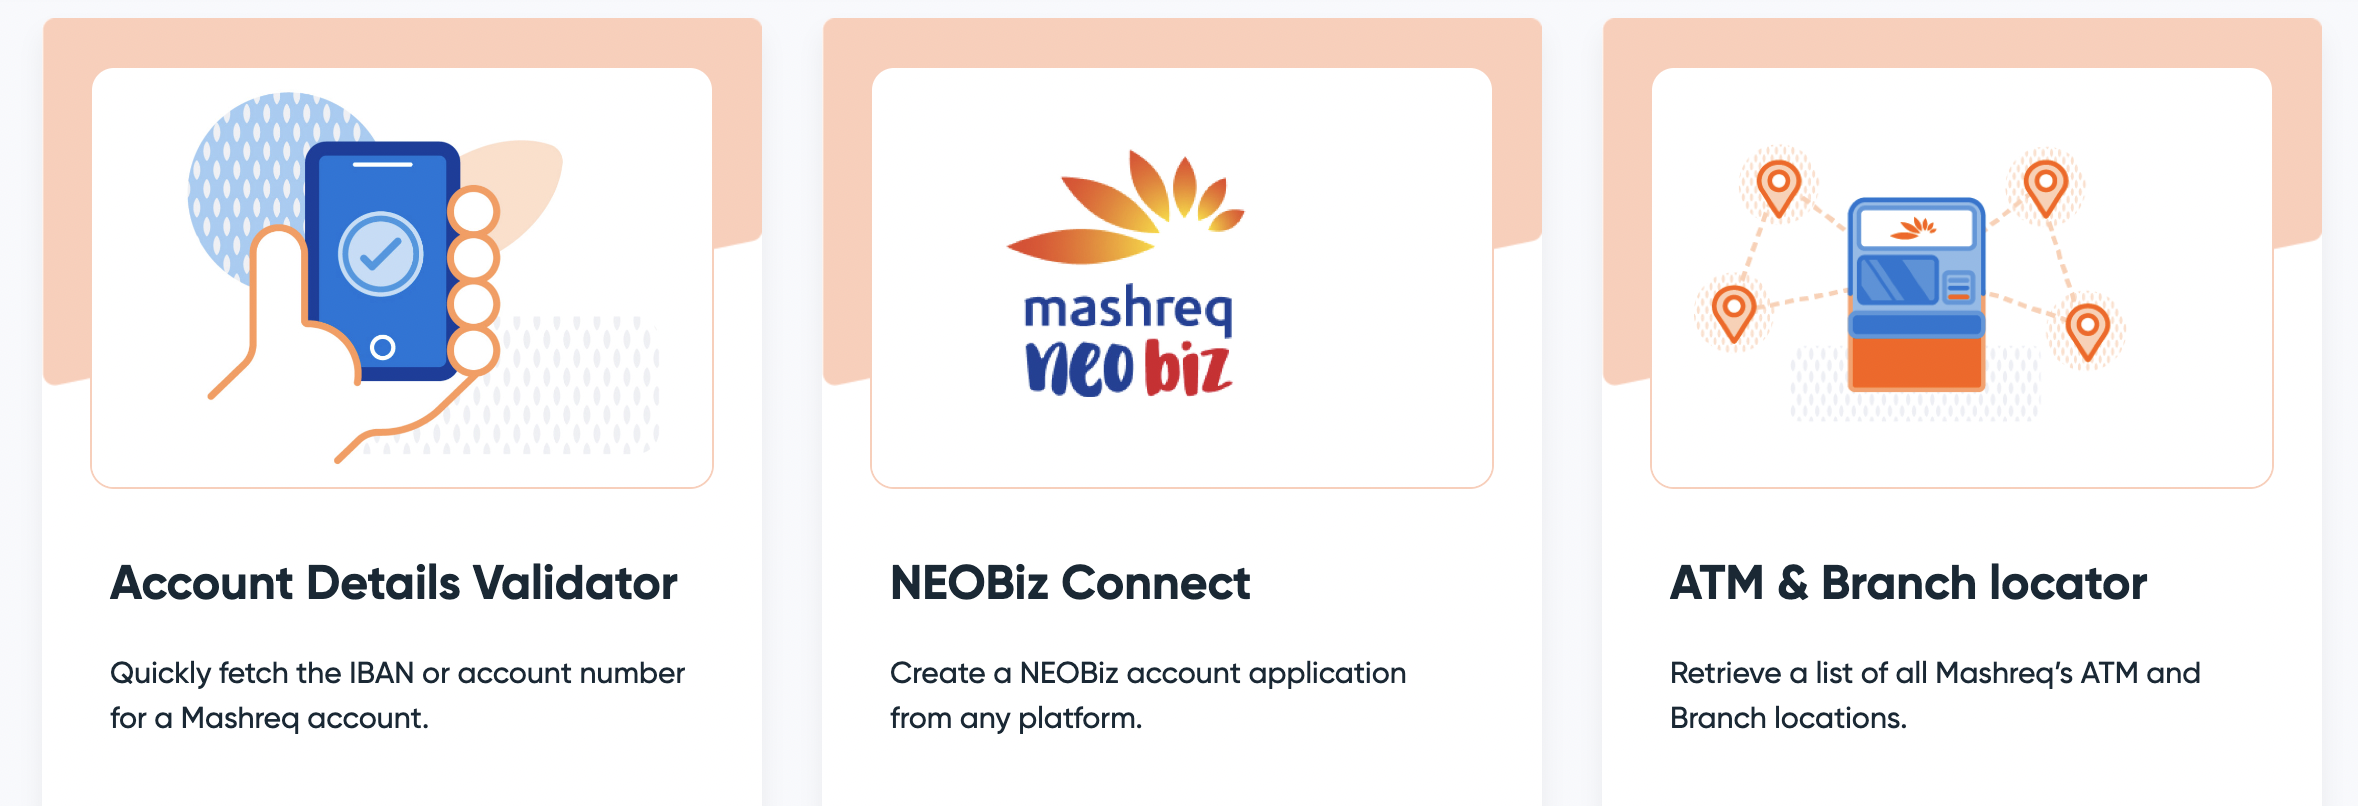 mashreq
neo biz
Account Details Validator
Quickly fetch the IBAN or account number
for a Mashreq account.
NEOBiz Connect
Create a NEOBiz account application
from any platform.
ATM & Branch locator
Retrieve a list of all Mashreq’s ATM and
Branch locations.